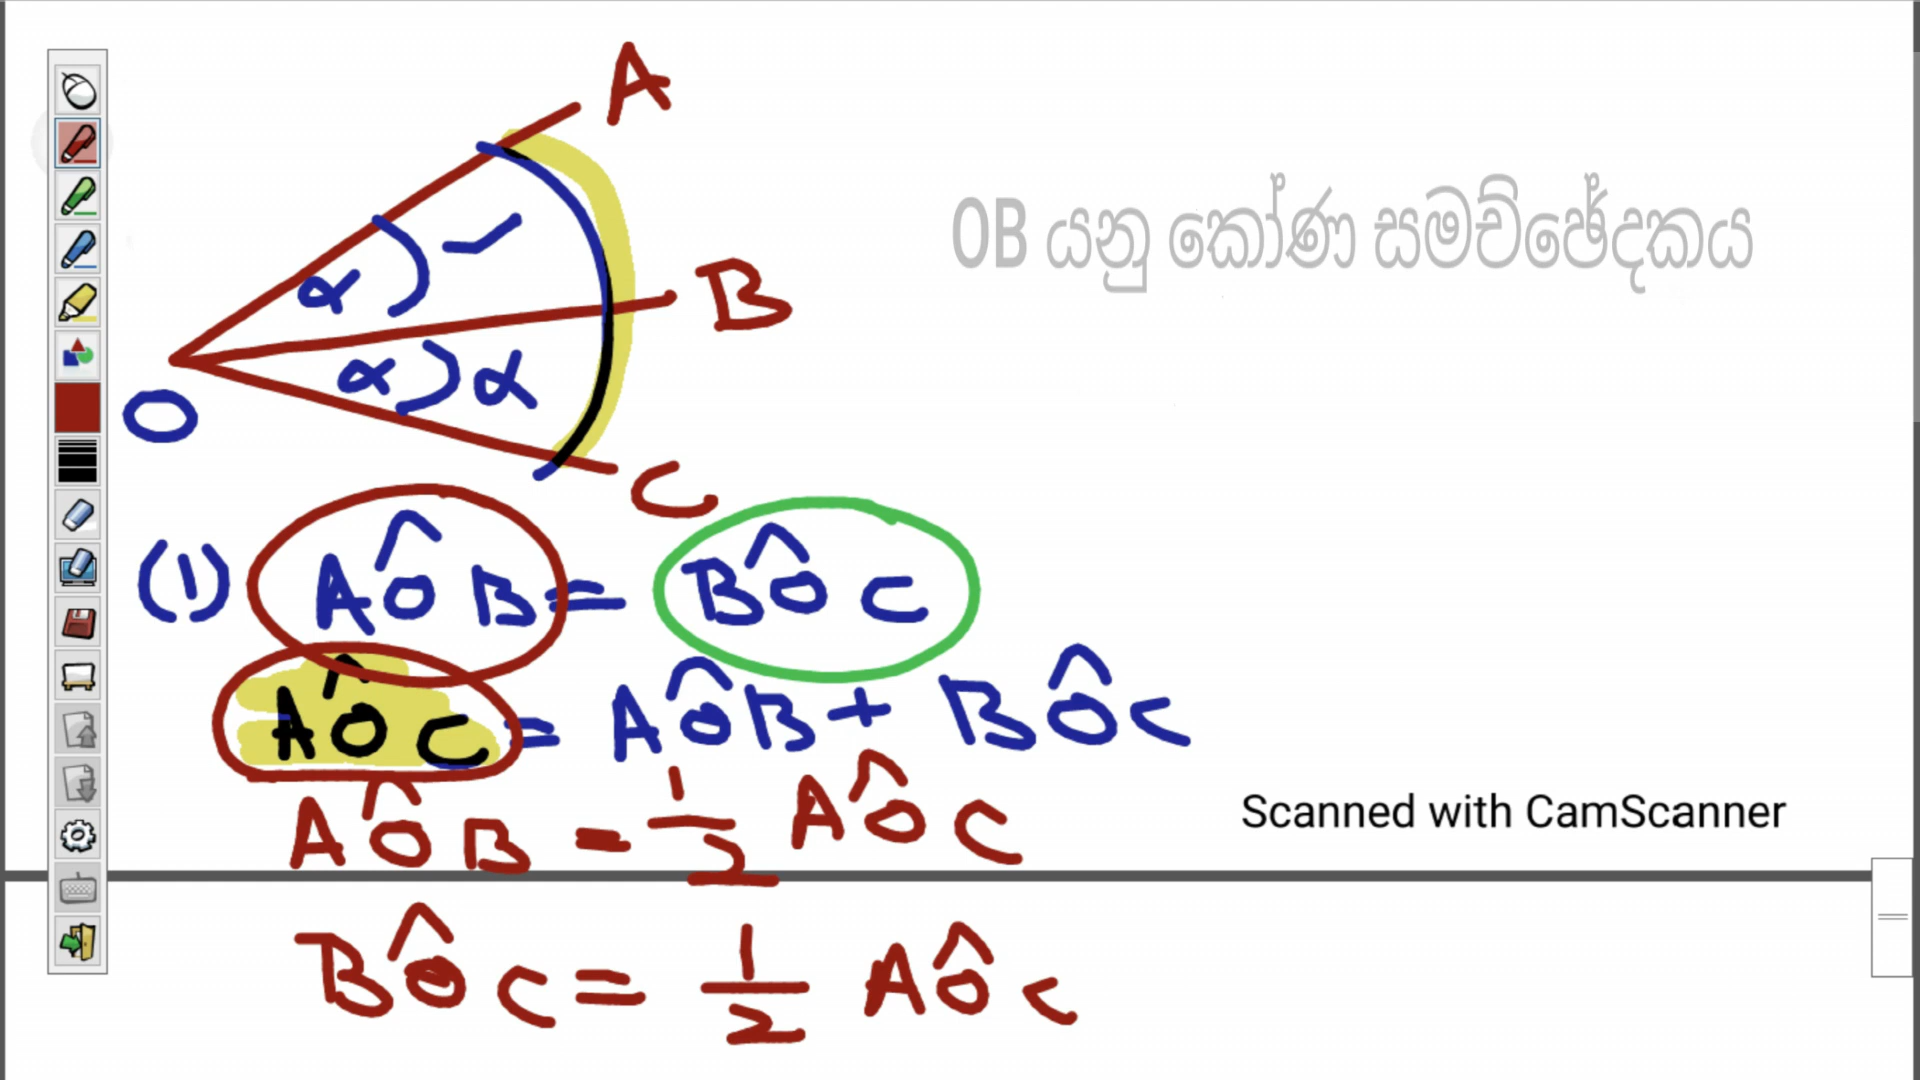 A
OB යනු කෝණ සමච්ඡේදකය
α
B
α α
O
C
(1) AÔB = BÔC
AÔC = AÔB + BÔC
AÔB = 1/2 AÔC
Scanned with CamScanner
BÔC = 1/2 AÔC